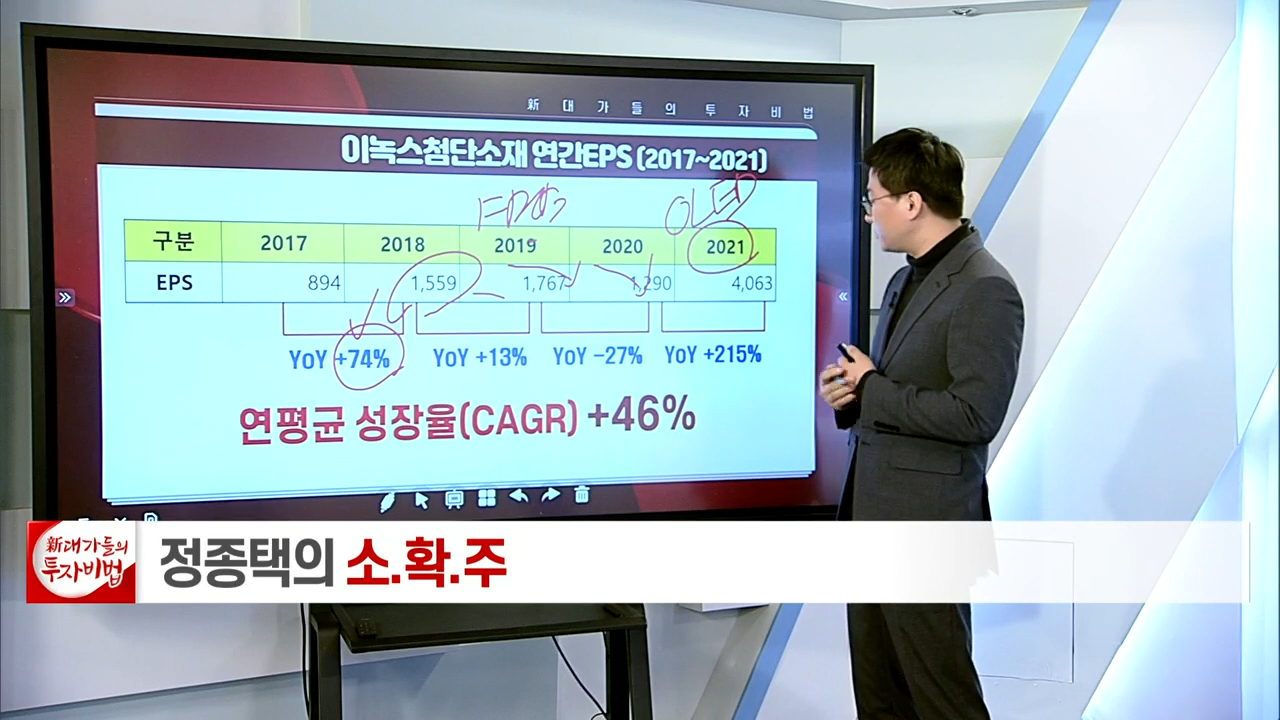 新 대 가 들 의 투 자 비 법
이녹스첨단소재 연간EPS (2017~2021)
FPCB
OLED
구분 2017 2018 2019 2020 2021
EPS 894 1,559 1,767 1,290 4,063
YoY +74% YoY +13% YoY -27% YoY +215%
연평균 성장율(CAGR) +46%
新대가들의
투자비법
정종택의 소.확.주